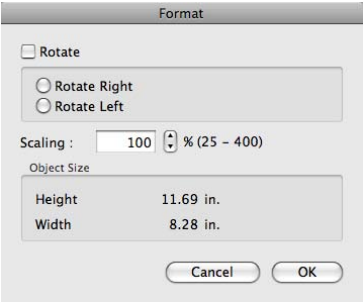 Format
Rotate
Rotate Right
Rotate Left
Scaling : 100 % (25 - 400)
Object Size
Height 11.69 in.
Width 8.28 in.
Cancel OK